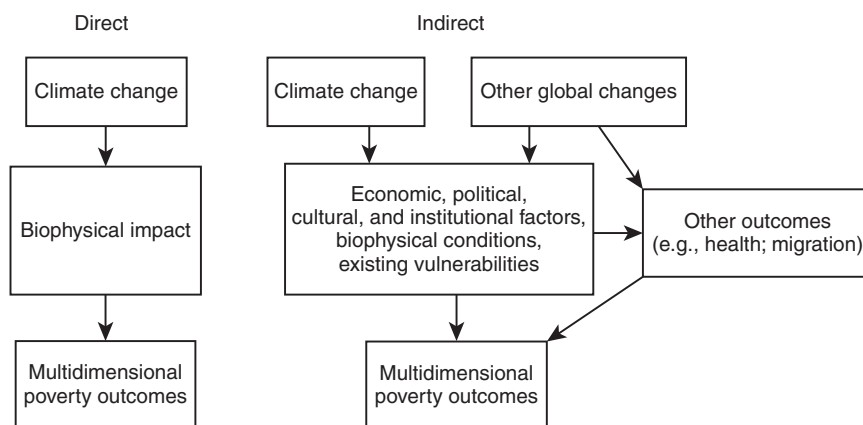 Direct
Indirect
Climate change
Climate change
Other global changes
Biophysical impact
Economic, political,
cultural, and institutional factors,
biophysical conditions,
existing vulnerabilities
Other outcomes
(e.g., health; migration)
Multidimensional
poverty outcomes
Multidimensional
poverty outcomes